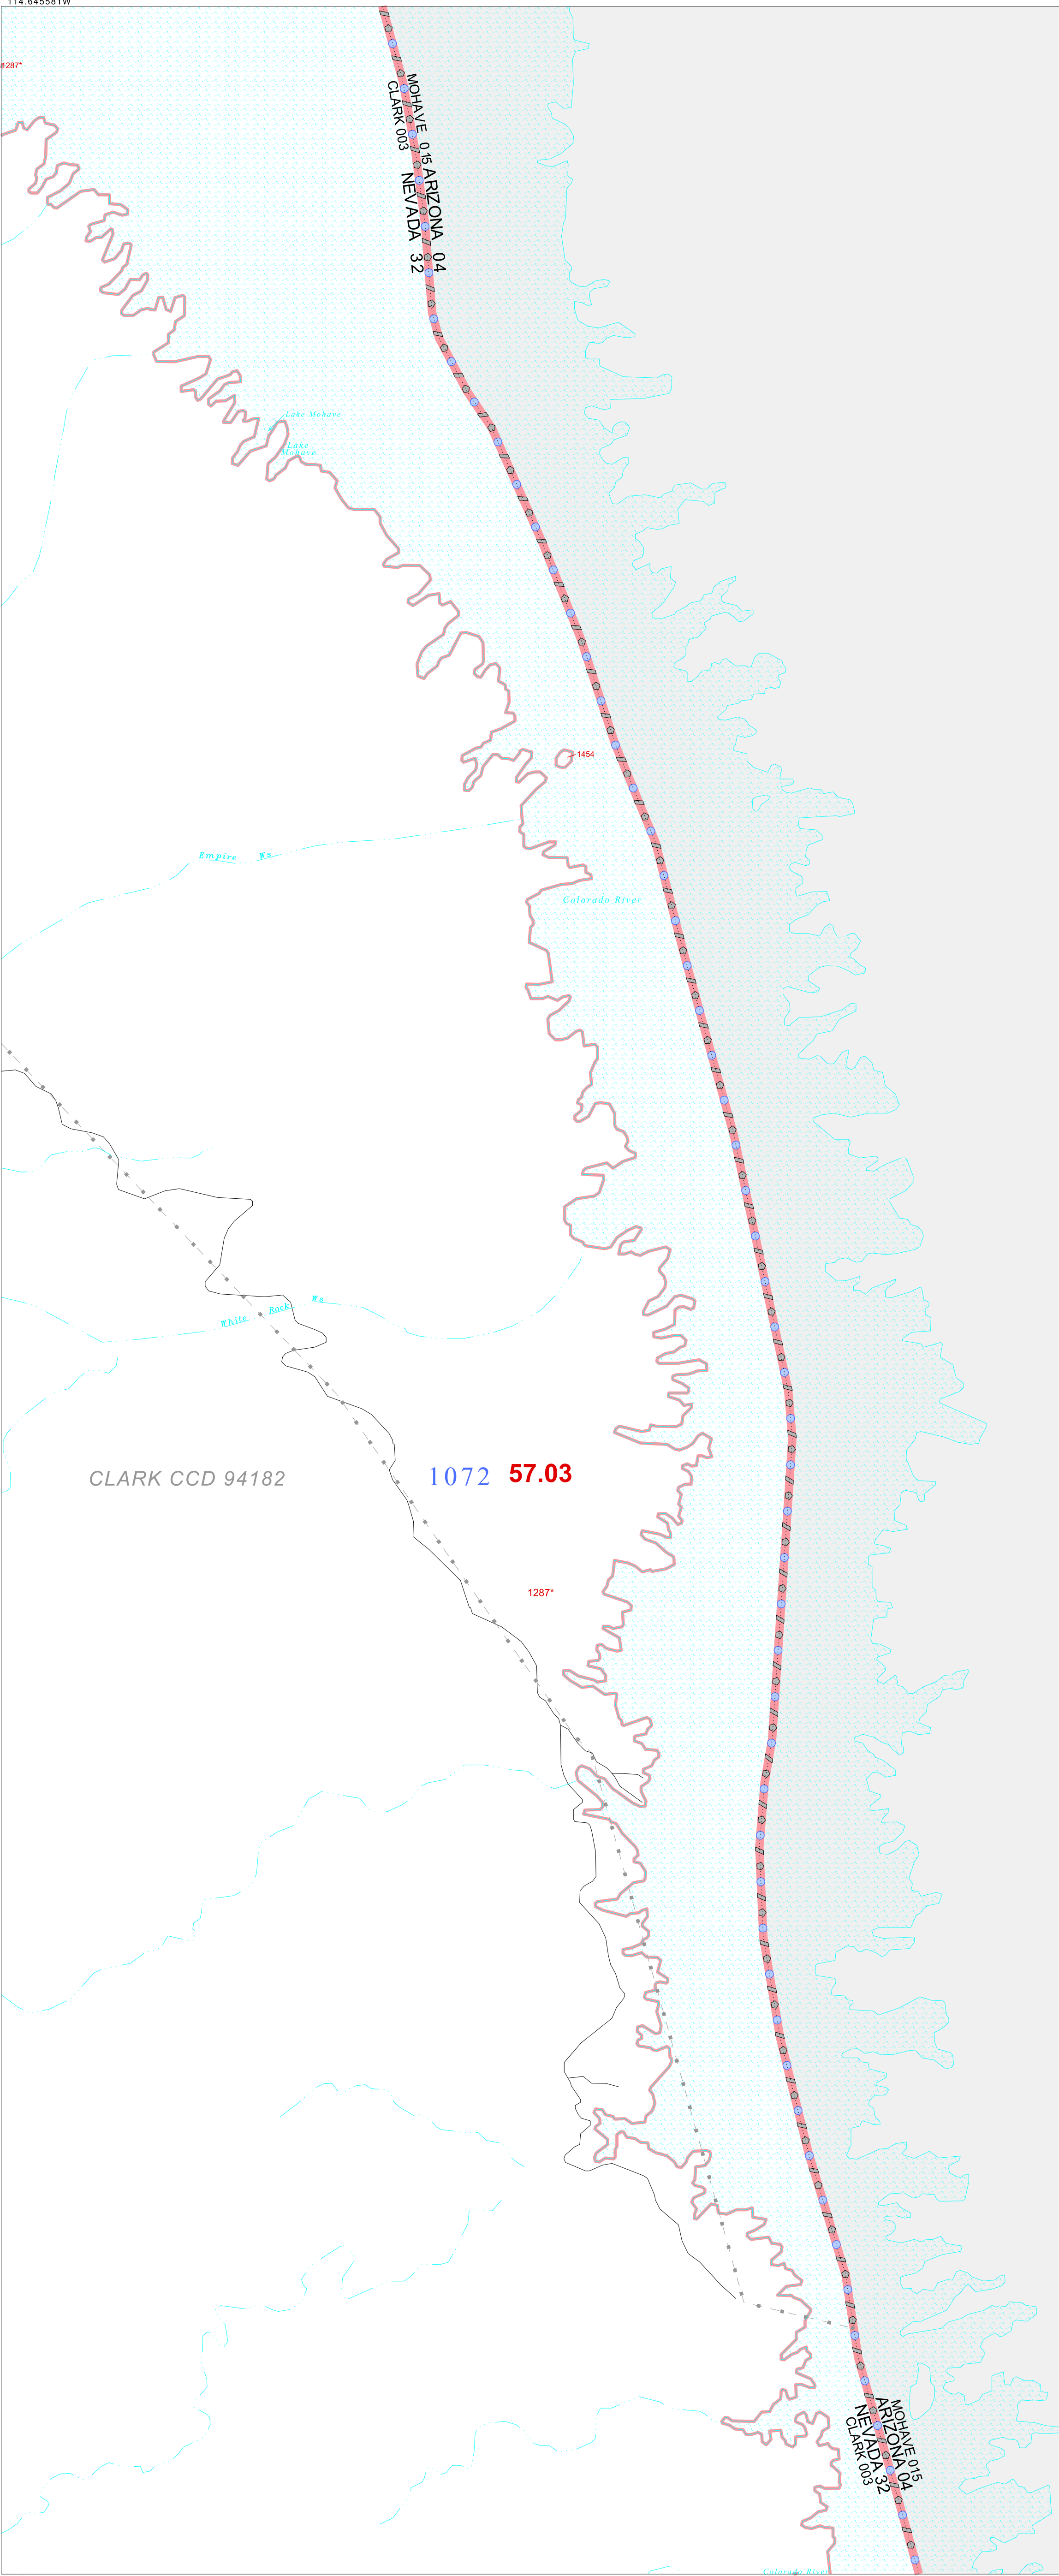 114.645581W
1287*
MOHAVE 015
CLARK 003
ARIZONA 04
NEVADA 32
Lake Mohave
Lake
Mohave
1454
Empire Ws
Colorado River
White Rock Ws
CLARK CCD 94182
1072
57.03
1287*
MOHAVE 015
ARIZONA 04
NEVADA 32
CLARK 003
Colorado River